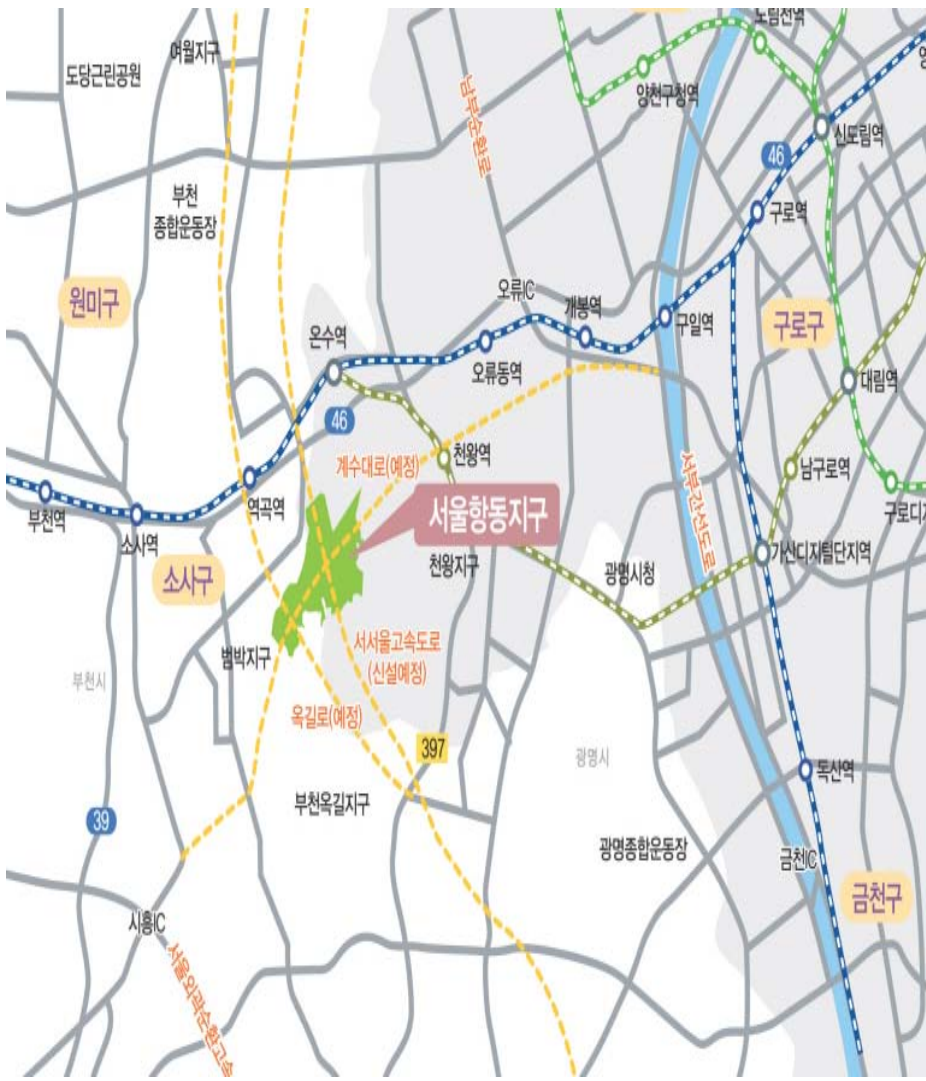 도림천역
여월지구
도당근린공원
남부순환로
양천구청역
신도림역
46
부천
종합운동장
구로역
원미구
오류IC
개봉역
구일역
구로구
온수역
오류동역
대림역
46
계수대로(예정)
천왕역
남구로역
서부간선도로
부천역
소사역
역곡역
서울항동지구
구로디지
가산디지털단지역
소사구
천왕지구
광명시청
범박지구
서서울고속도로
(신설예정)
부천시
옥길로(예정)
397
광명시
독산역
부천옥길지구
39
광명종합운동장
금천IC
금천구
시흥IC
서울외곽순환고속